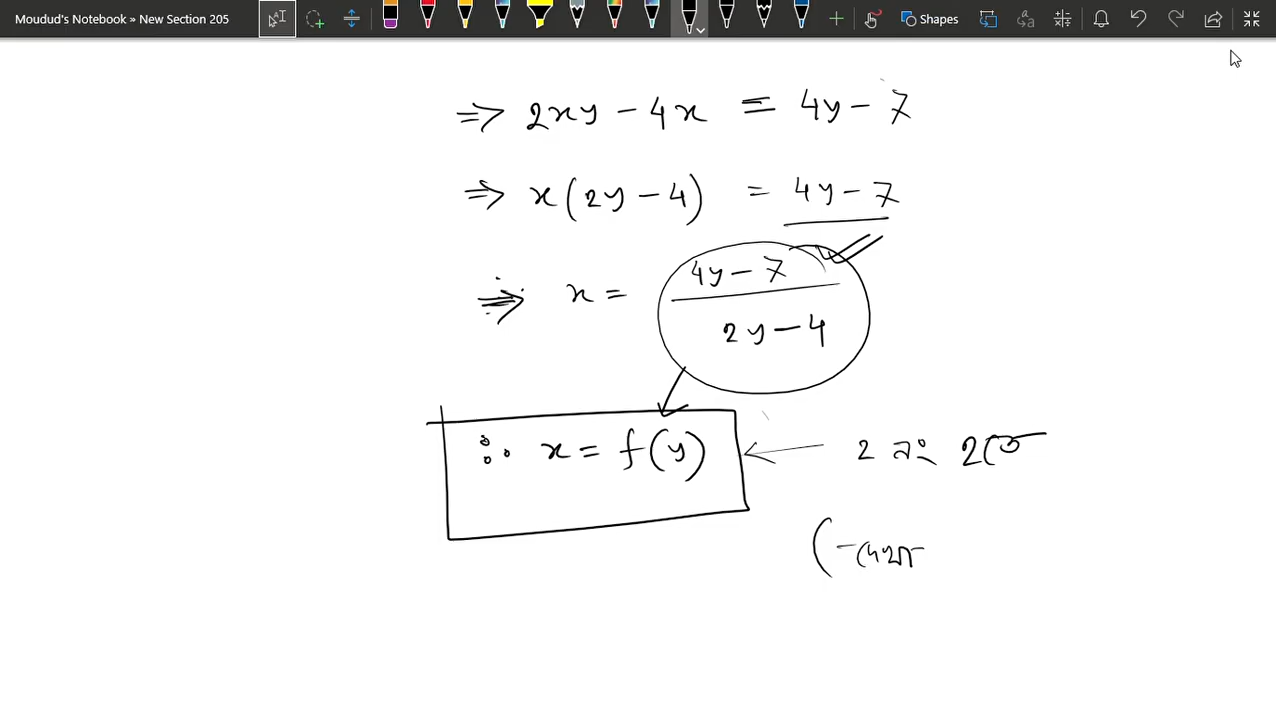 Moudud's Notebook » New Section 205
Shapes
⇒ 2xy − 4x = 4y − 7
⇒ x(2y − 4) = 4y − 7
⇒ x = (4y − 7)/(2y − 4)
∴ x = f(y) ← 2 নং হতে
(দেখা